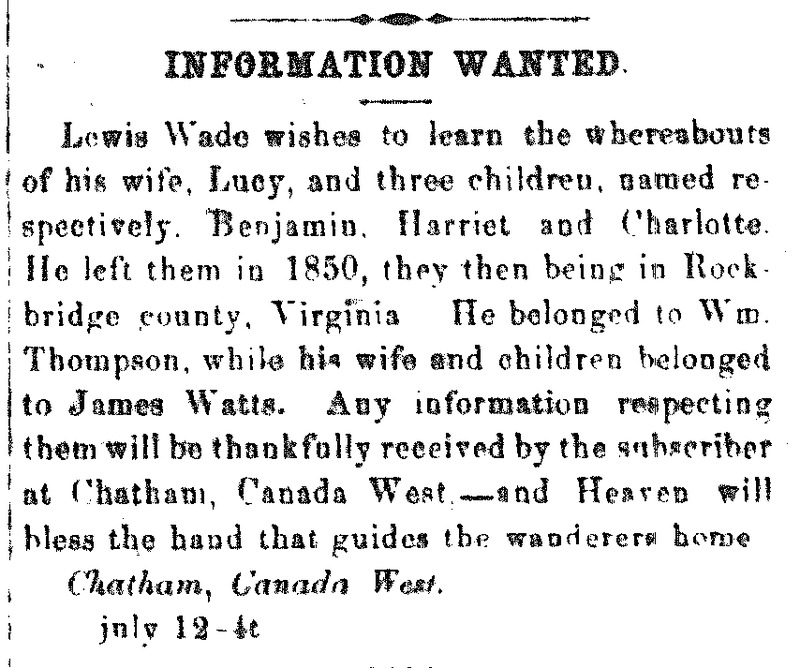 INFORMATION WANTED.
Lewis Wade wishes to learn the whereabouts
of his wife, Lucy, and three children, named re-
spectively. Benjamin, Harriet and Charlotte.
He left them in 1850, they then being in Rock-
bridge county, Virginia He belonged to Wm.
Thompson, while his wife and children belonged
to James Watts. Any information respecting
them will be thankfully received by the subscriber
at Chatham, Canada West.—and Heaven will
bless the hand that guides the wanderers home
Chatham, Canada West.
july 12-4t